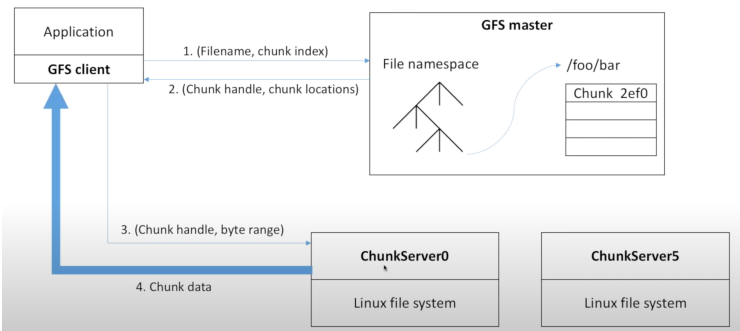 Application
GFS client
1. (Filename, chunk index)
2. (Chunk handle, chunk locations)
GFS master
File namespace
/foo/bar
Chunk 2ef0
3. (Chunk handle, byte range)
4. Chunk data
ChunkServer0
Linux file system
ChunkServer5
Linux file system